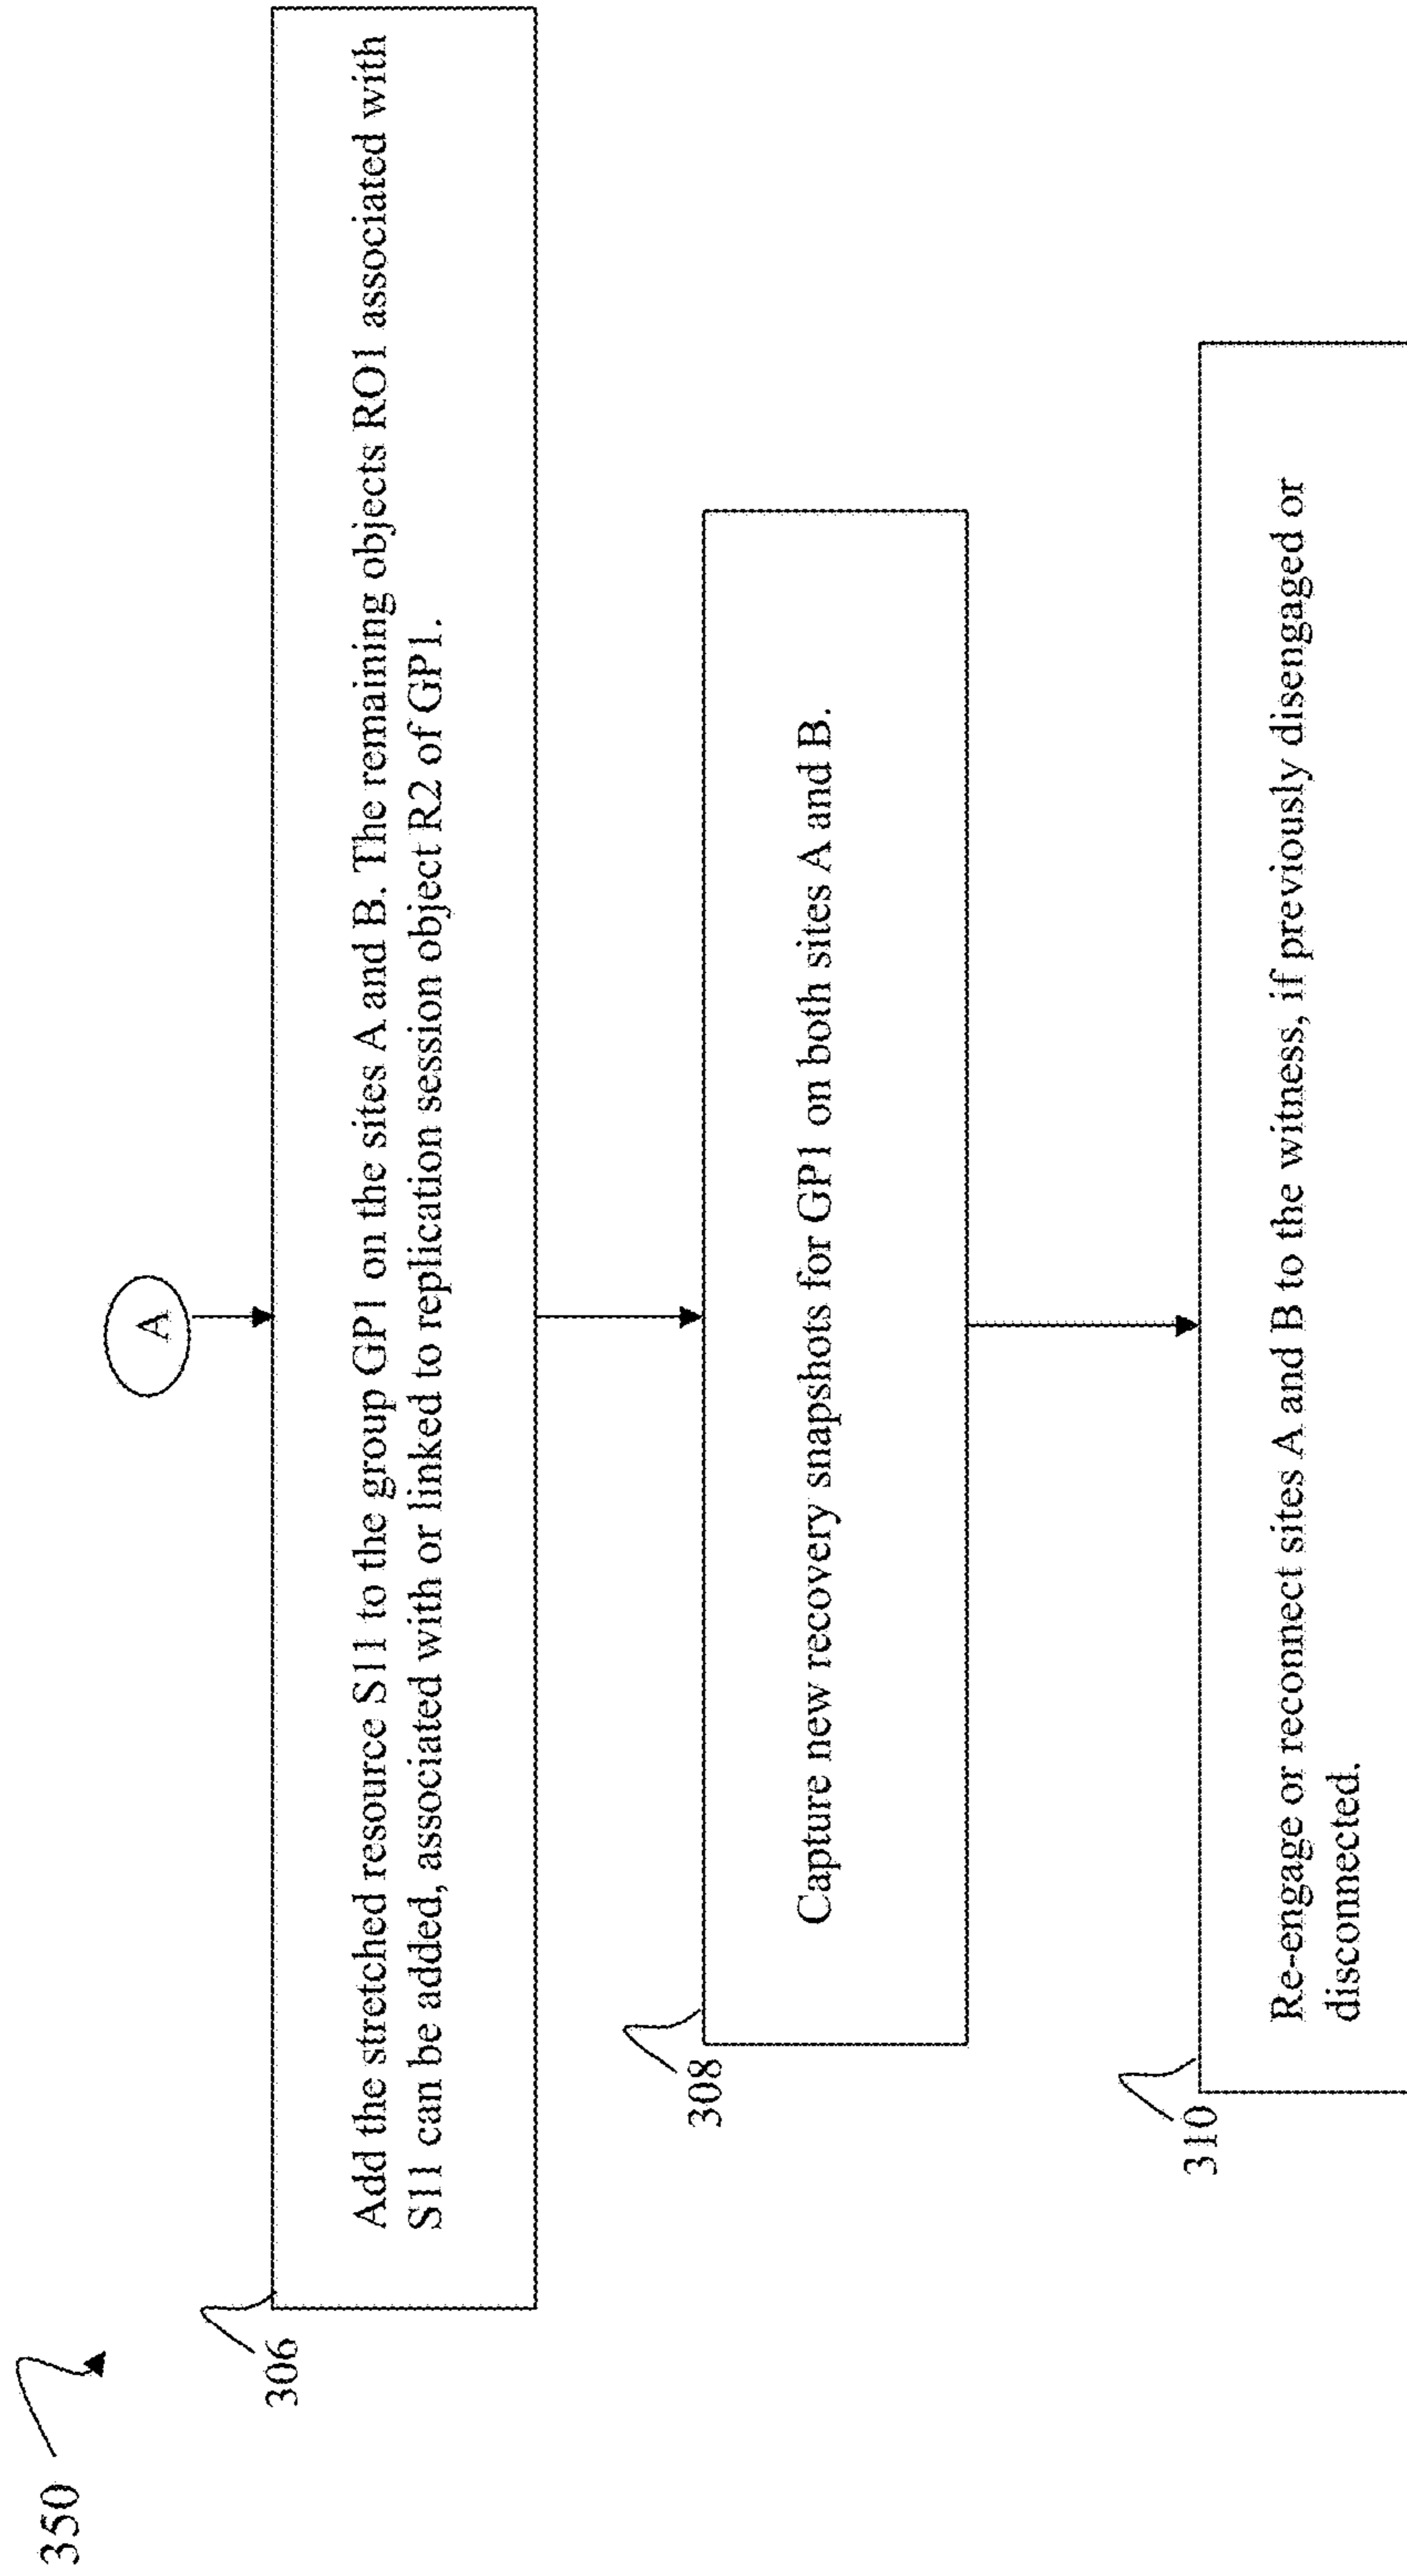 350
A
306
Add the stretched resource S11 to the group GP1 on the sites A and B. The remaining objects RO1 associated with
S11 can be added, associated with or linked to replication session object R2 of GP1.
308
Capture new recovery snapshots for GP1 on both sites A and B.
310
Re-engage or reconnect sites A and B to the witness, if previously disengaged or
disconnected.